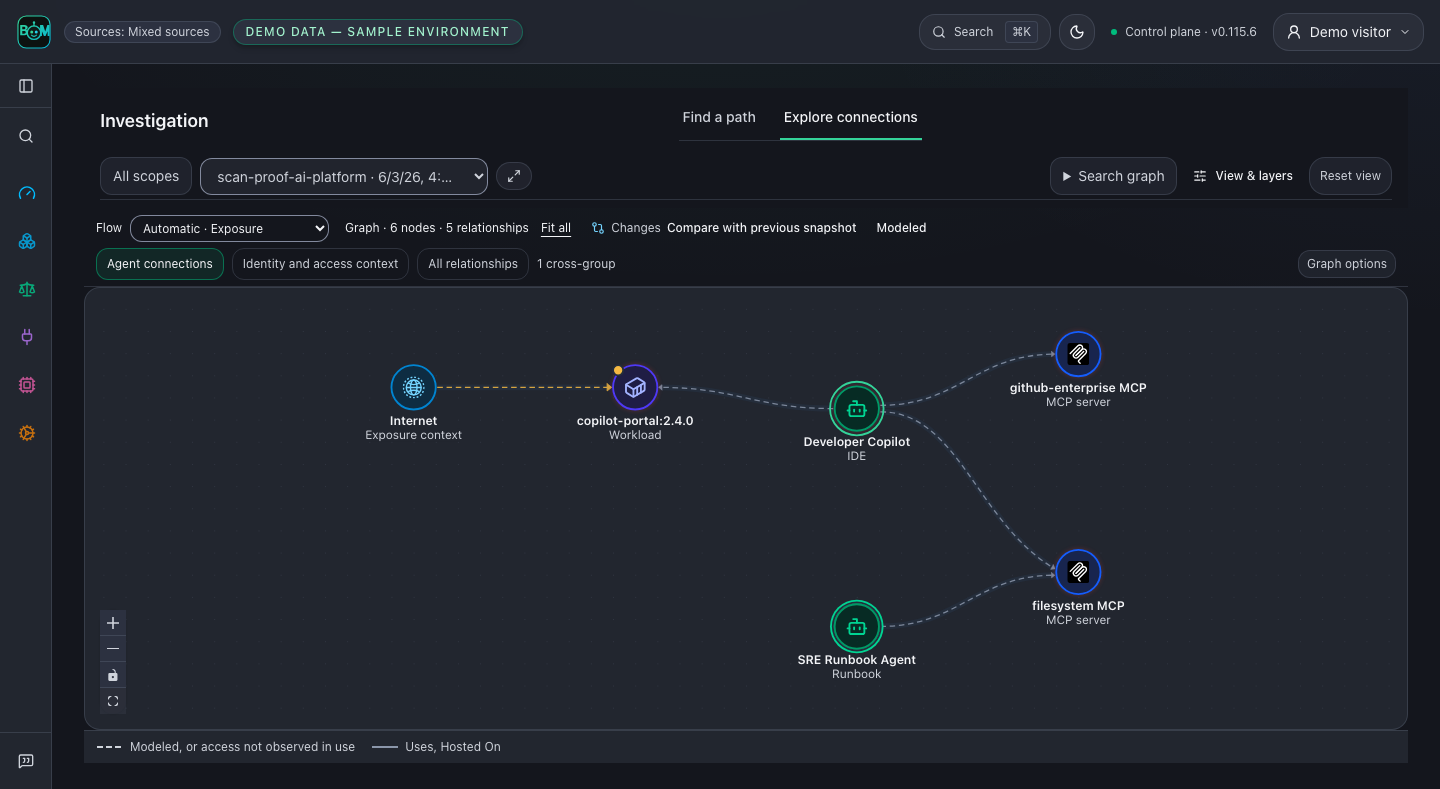 BOM
Sources: Mixed sources
DEMO DATA — SAMPLE ENVIRONMENT
Search ⌘K
Control plane · v0.115.6
Demo visitor
Investigation
Find a path
Explore connections
All scopes
scan-proof-ai-platform · 6/3/26, 4:...
Search graph
View & layers
Reset view
Flow
Automatic · Exposure
Graph · 6 nodes · 5 relationships
Fit all
Changes
Compare with previous snapshot
Modeled
Agent connections
Identity and access context
All relationships
1 cross-group
Graph options
Internet
Exposure context
copilot-portal:2.4.0
Workload
Developer Copilot
IDE
github-enterprise MCP
MCP server
filesystem MCP
MCP server
SRE Runbook Agent
Runbook
Modeled, or access not observed in use
Uses, Hosted On